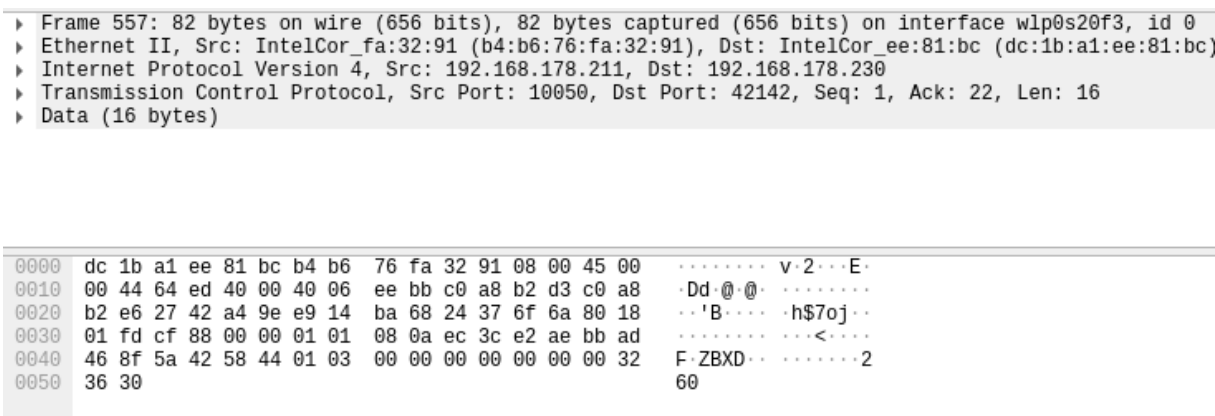 Frame 557: 82 bytes on wire (656 bits), 82 bytes captured (656 bits) on interface wlp0s20f3, id 0
Ethernet II, Src: IntelCor_fa:32:91 (b4:b6:76:fa:32:91), Dst: IntelCor_ee:81:bc (dc:1b:a1:ee:81:bc)
Internet Protocol Version 4, Src: 192.168.178.211, Dst: 192.168.178.230
Transmission Control Protocol, Src Port: 10050, Dst Port: 42142, Seq: 1, Ack: 22, Len: 16
Data (16 bytes)
0000 dc 1b a1 ee 81 bc b4 b6 76 fa 32 91 08 00 45 00 ········ v·2···E·
0010 00 44 64 ed 40 00 40 06 ee bb c0 a8 b2 d3 c0 a8 ·Dd·@·@· ········
0020 b2 e6 27 42 a4 9e e9 14 ba 68 24 37 6f 6a 80 18 ··'B···· ·h$7oj··
0030 01 fd cf 88 00 00 01 01 08 0a ec 3c e2 ae bb ad ········ ···<····
0040 46 8f 5a 42 58 44 01 03 00 00 00 00 00 00 00 32 F·ZBXD·· ·······2
0050 36 30 60